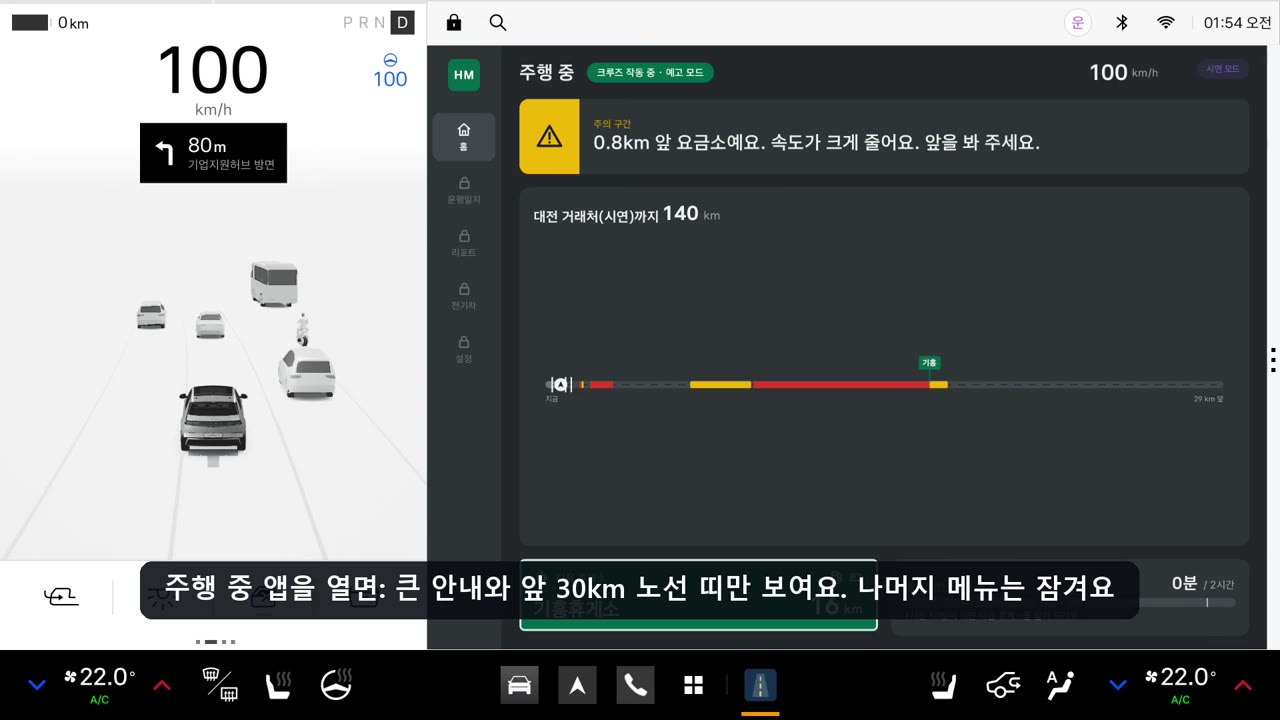 0km
P R N D
운
01:54 오전
100
km/h
100
80m
기업지원허브 방면
HM
홈
운행일지
리포트
전기차
설정
주행 중
크루즈 작동 중 · 예고 모드
100 km/h
시연 모드
주의 구간
0.8km 앞 요금소예요. 속도가 크게 줄어요. 앞을 봐 주세요.
대전 거래처(시연)까지 140 km
기흥
지금
29 km 앞
주행 중 앱을 열면: 큰 안내와 앞 30km 노선 띠만 보여요. 나머지 메뉴는 잠겨요
기흥휴게소
16 km
0분 / 2시간
22.0°
A/C
A
22.0°
A/C